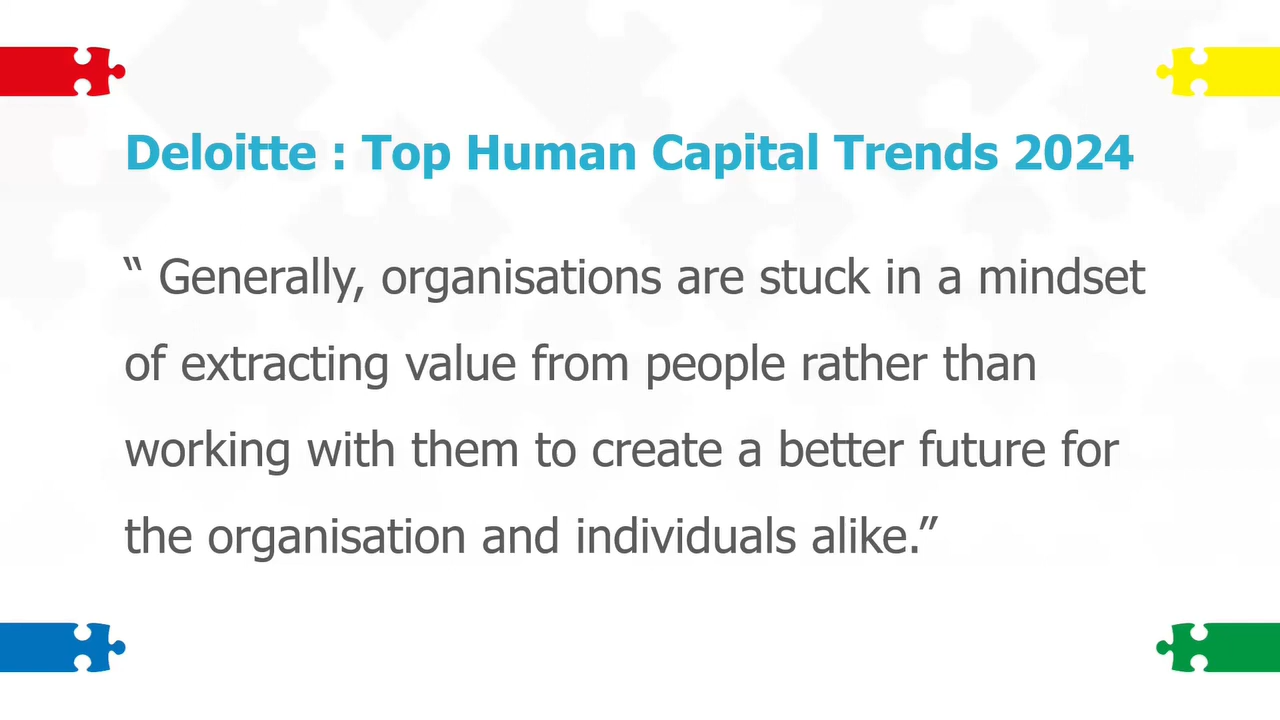 Deloitte : Top Human Capital Trends 2024
“ Generally, organisations are stuck in a mindset
of extracting value from people rather than
working with them to create a better future for
the organisation and individuals alike.”